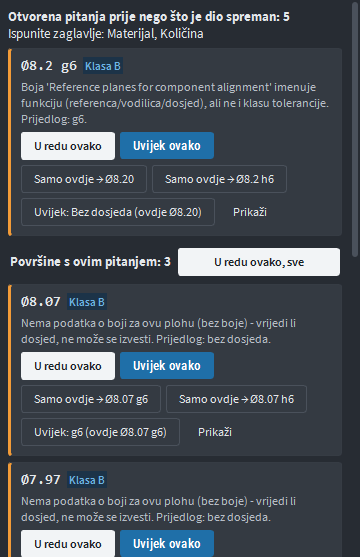 Otvorena pitanja prije nego što je dio spreman: 5
Ispunite zaglavlje: Materijal, Količina
Ø8.2 g6 Klasa B
Boja 'Reference planes for component alignment' imenuje
funkciju (referenca/vodilica/dosjed), ali ne i klasu tolerancije.
Prijedlog: g6.
U redu ovako Uvijek ovako
Samo ovdje → Ø8.20 Samo ovdje → Ø8.2 h6
Uvijek: Bez dosjeda (ovdje Ø8.20) Prikaži
Površine s ovim pitanjem: 3 U redu ovako, sve
Ø8.07 Klasa B
Nema podatka o boji za ovu plohu (bez boje) - vrijedi li
dosjed, ne može se izvesti. Prijedlog: bez dosjeda.
U redu ovako Uvijek ovako
Samo ovdje → Ø8.07 g6 Samo ovdje → Ø8.07 h6
Uvijek: g6 (ovdje Ø8.07 g6) Prikaži
Ø7.97 Klasa B
Nema podatka o boji za ovu plohu (bez boje) - vrijedi li
dosjed, ne može se izvesti. Prijedlog: bez dosjeda.
U redu ovako Uvijek ovako